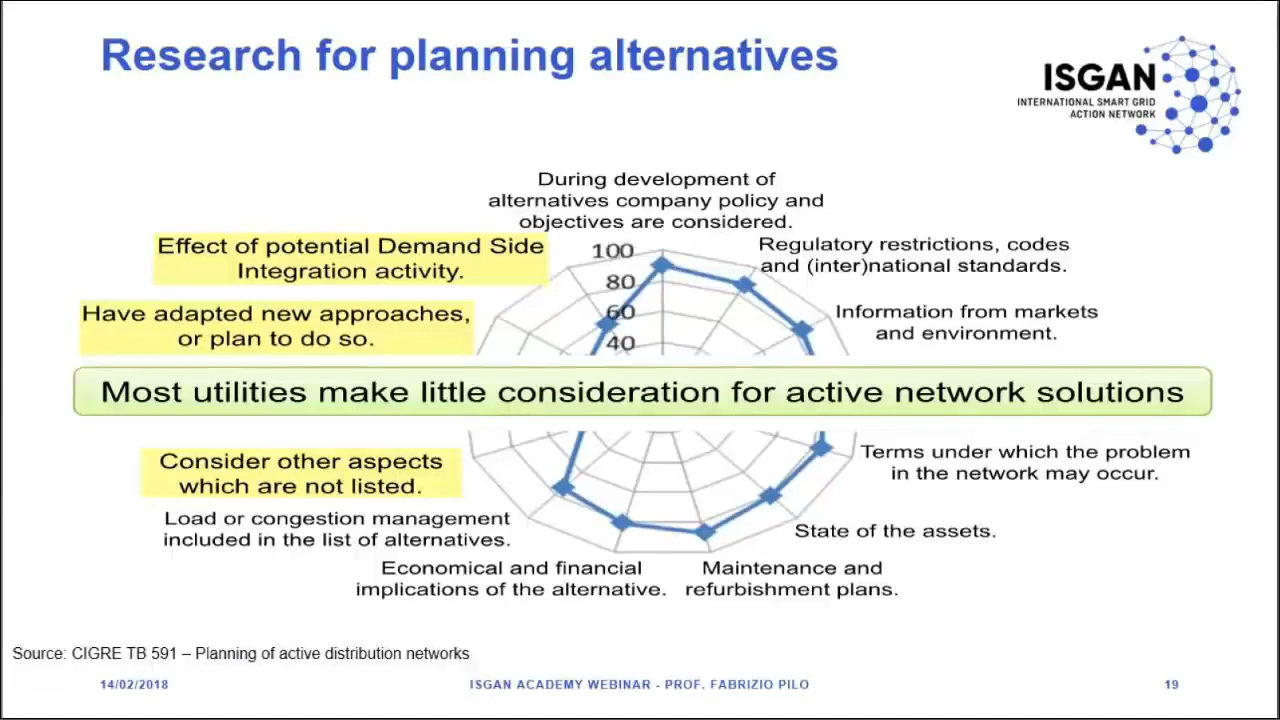 Research for planning alternatives
ISGAN
INTERNATIONAL SMART GRID
ACTION NETWORK
During development of
alternatives company policy and
objectives are considered.
Effect of potential Demand Side
Integration activity.
100
Regulatory restrictions, codes
and (inter)national standards.
80
Have adapted new approaches,
or plan to do so.
60
Information from markets
and environment.
40
Most utilities make little consideration for active network solutions
Consider other aspects
which are not listed.
Terms under which the problem
in the network may occur.
Load or congestion management
included in the list of alternatives.
State of the assets.
Economical and financial
implications of the alternative.
Maintenance and
refurbishment plans.
Source: CIGRE TB 591 – Planning of active distribution networks
14/02/2018
ISGAN ACADEMY WEBINAR - PROF. FABRIZIO PILO
19